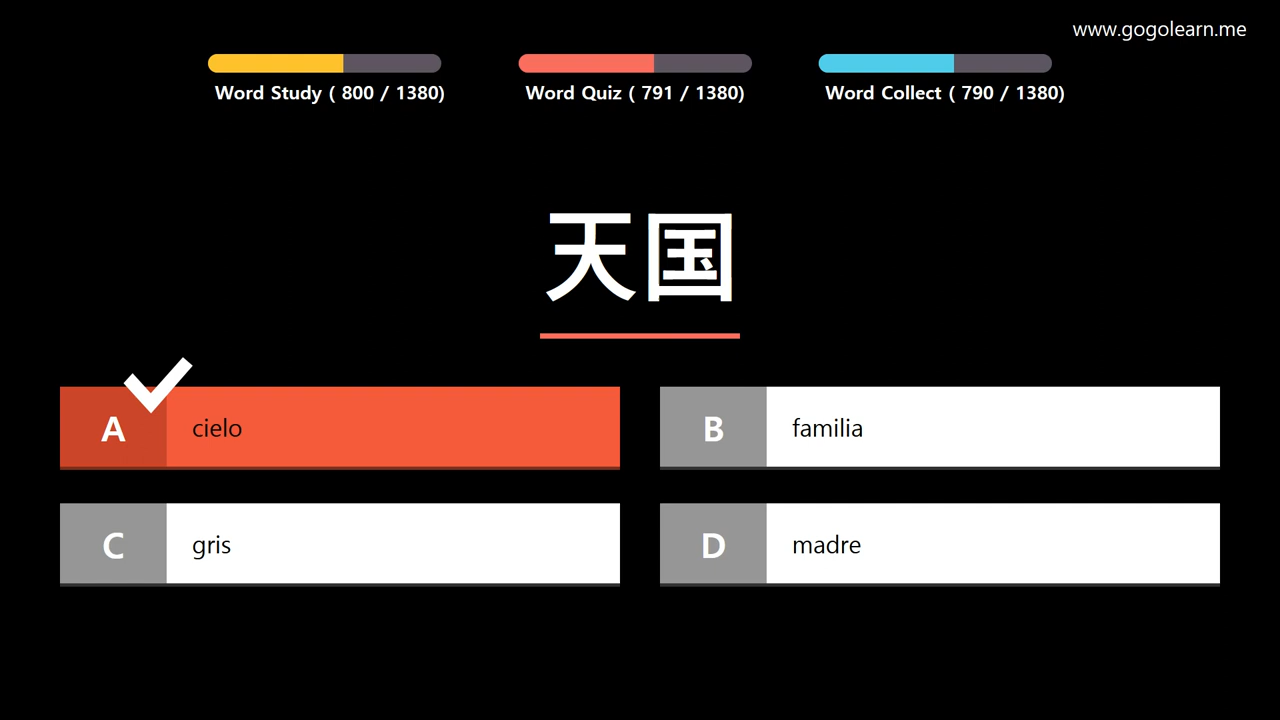 www.gogolearn.me
Word Study ( 800 / 1380)
Word Quiz ( 791 / 1380)
Word Collect ( 790 / 1380)
天国
A cielo
B familia
C gris
D madre